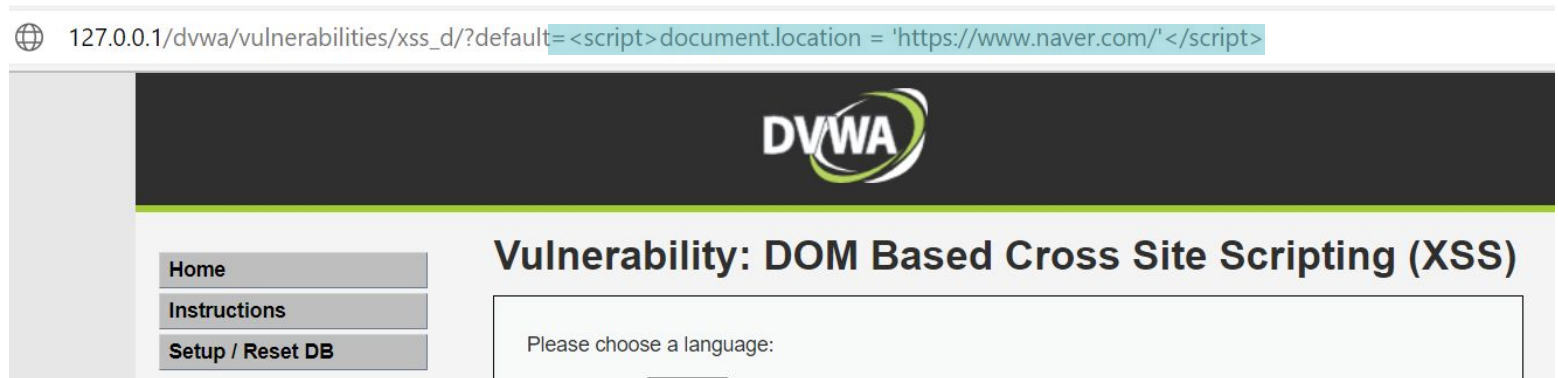 127.0.0.1/dvwa/vulnerabilities/xss_d/?default=<script>document.location = 'https://www.naver.com/'</script>
DVWA
Vulnerability: DOM Based Cross Site Scripting (XSS)
Home
Instructions
Setup / Reset DB
Please choose a language: